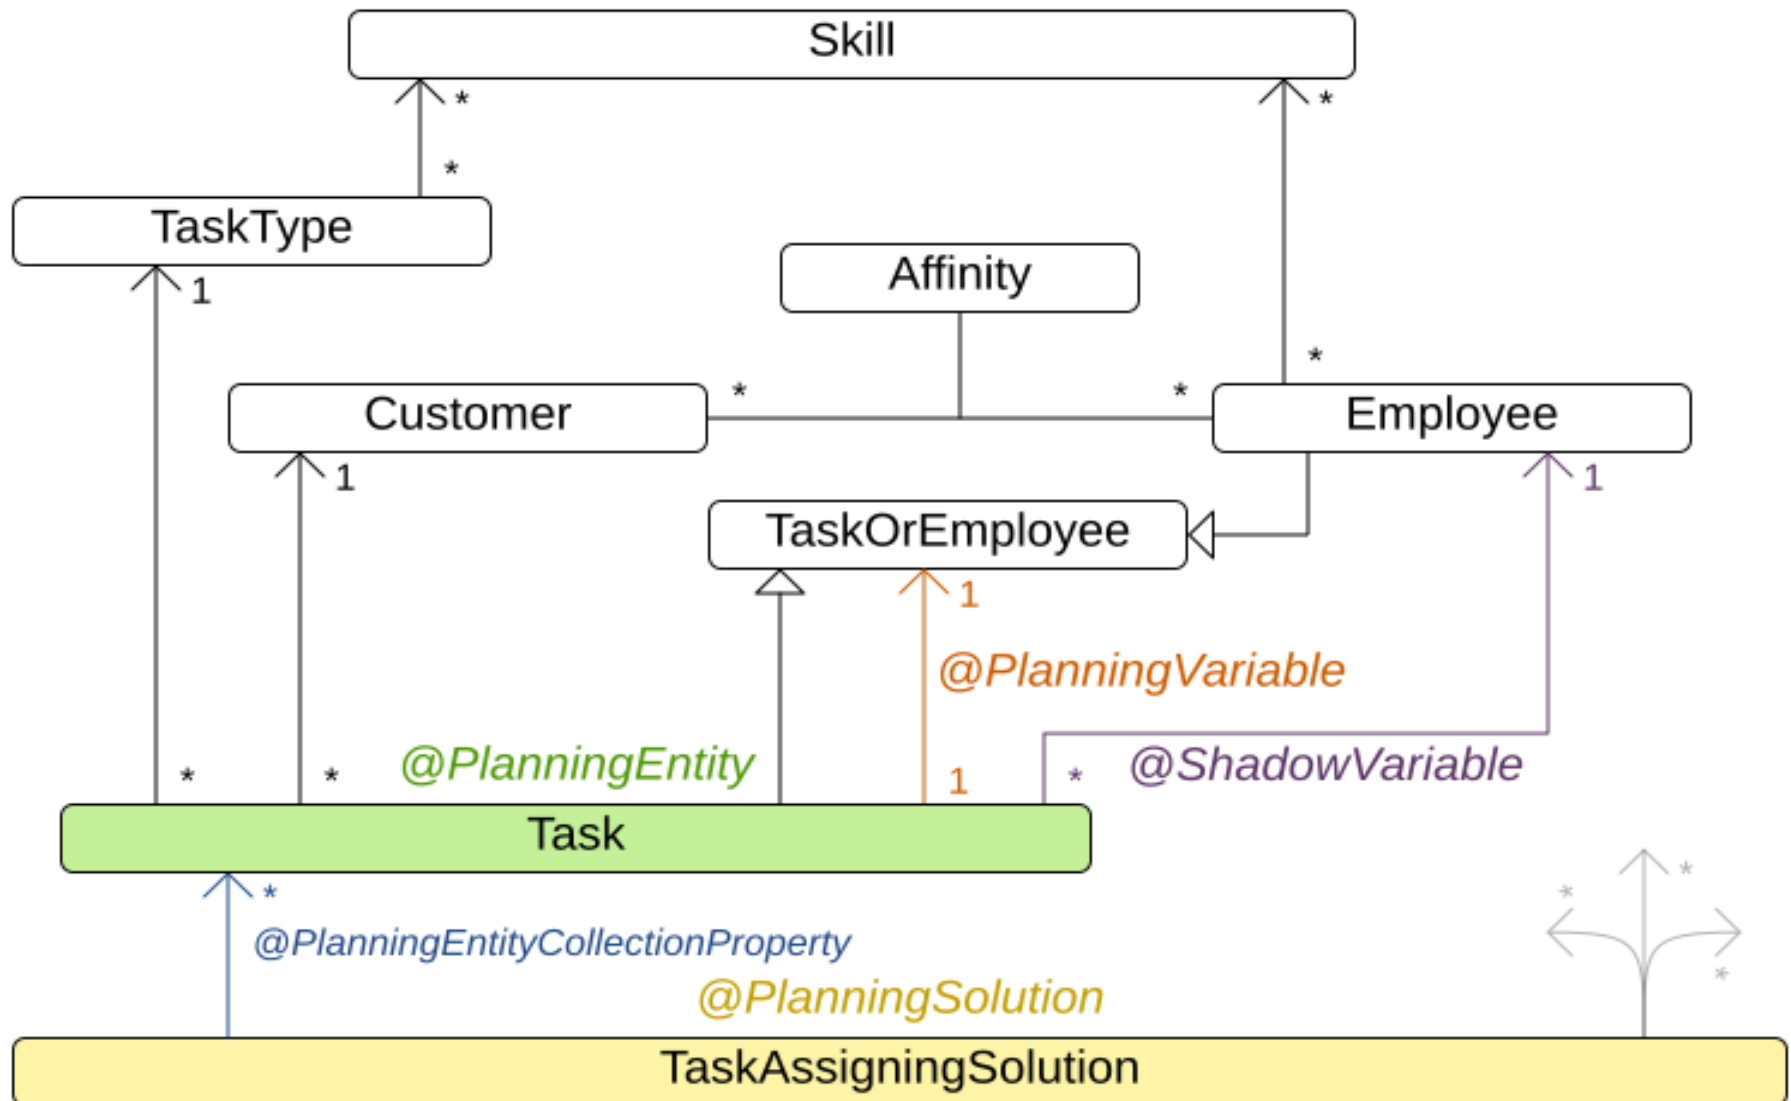 Skill
*
*
*
TaskType
1
Affinity
*
*
*
Customer
Employee
1
1
TaskOrEmployee
1
@PlanningVariable
@PlanningEntity
@ShadowVariable
*
*
1
*
Task
*
*
*
*
@PlanningEntityCollectionProperty
@PlanningSolution
TaskAssigningSolution